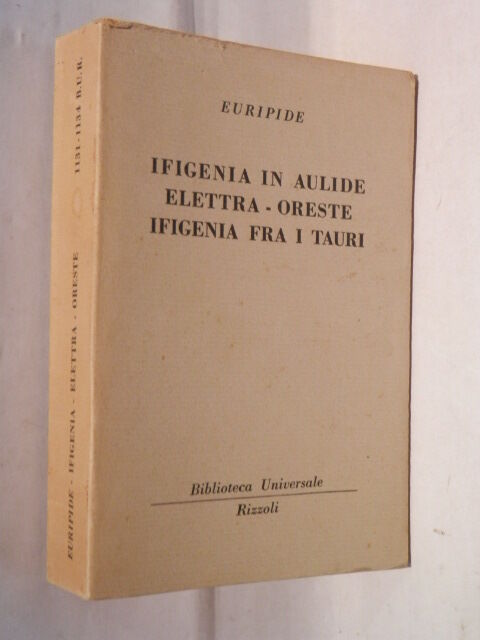 EURIPIDE
IFIGENIA IN AULIDE
ELETTRA - ORESTE
IFIGENIA FRA I TAURI
Biblioteca Universale
Rizzoli
EURIPIDE - IFIGENIA - ELETTRA - ORESTE 1131-1134 B.U.R.